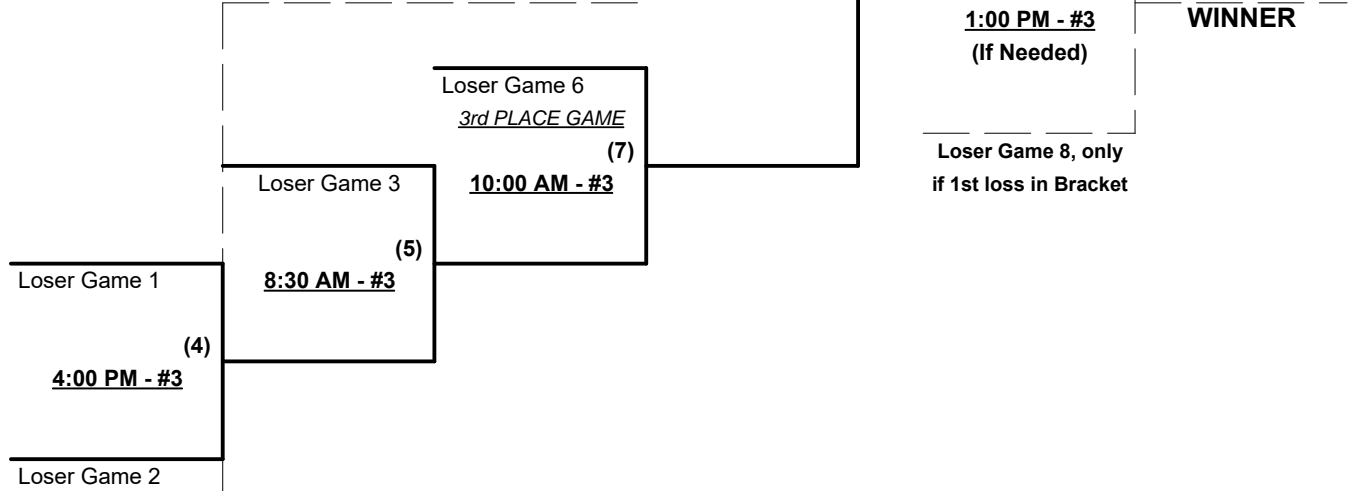 1:00 PM - #3
WINNER
(If Needed)
Loser Game 6
3rd PLACE GAME
(7)
10:00 AM - #3
Loser Game 8, only
if 1st loss in Bracket
Loser Game 3
(5)
8:30 AM - #3
Loser Game 1
(4)
4:00 PM - #3
Loser Game 2